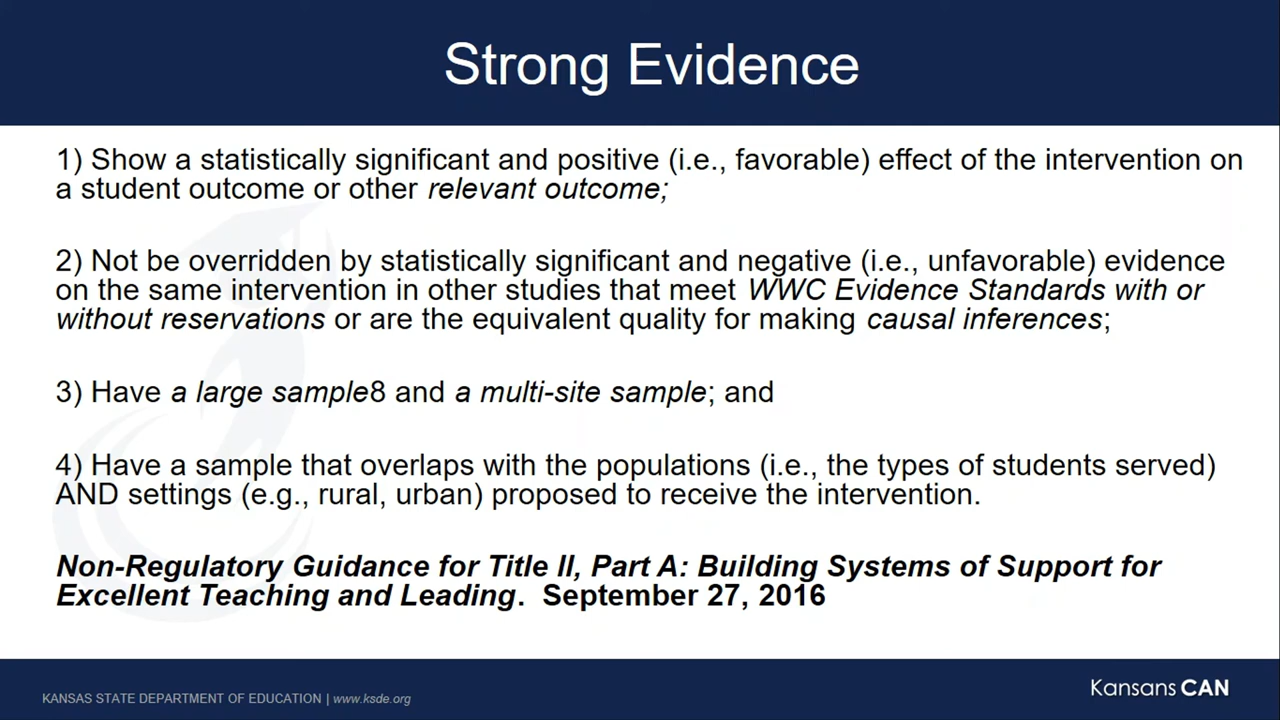 Strong Evidence
1) Show a statistically significant and positive (i.e., favorable) effect of the intervention on
a student outcome or other relevant outcome;
2) Not be overridden by statistically significant and negative (i.e., unfavorable) evidence
on the same intervention in other studies that meet WWC Evidence Standards with or
without reservations or are the equivalent quality for making causal inferences;
3) Have a large sample8 and a multi-site sample; and
4) Have a sample that overlaps with the populations (i.e., the types of students served)
AND settings (e.g., rural, urban) proposed to receive the intervention.
Non-Regulatory Guidance for Title II, Part A: Building Systems of Support for
Excellent Teaching and Leading. September 27, 2016
KANSAS STATE DEPARTMENT OF EDUCATION | www.ksde.org
Kansans CAN